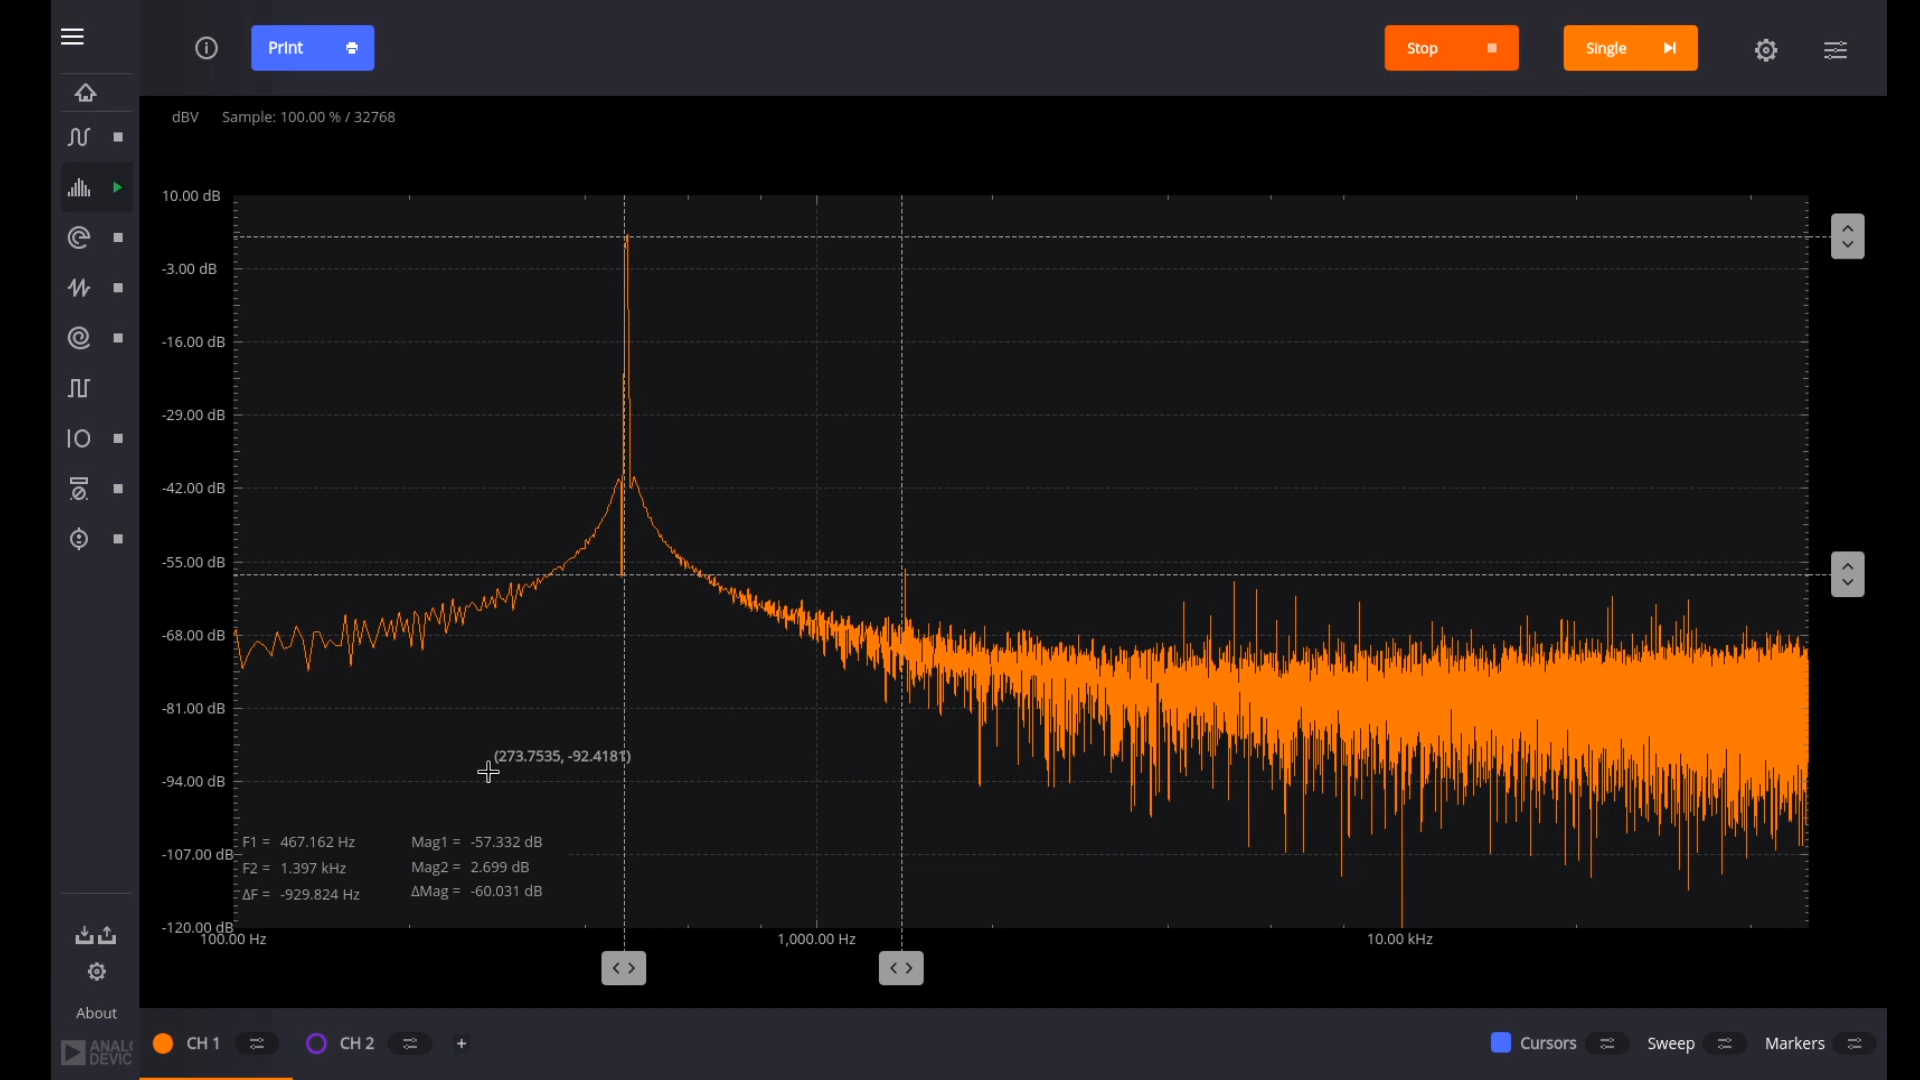 Print
Stop
Single
dBV Sample: 100.00 % / 32768
10.00 dB
-3.00 dB
-16.00 dB
-29.00 dB
-42.00 dB
-55.00 dB
-68.00 dB
-81.00 dB
(273.7535, -92.4181)
-94.00 dB
F1 = 467.162 Hz Mag1 = -57.332 dB
-107.00 dB
F2 = 1.397 kHz Mag2 = 2.699 dB
ΔF = -929.824 Hz ΔMag = -60.031 dB
-120.00 dB
100.00 Hz 1,000.00 Hz 10.00 kHz
About
ANALO
DEVIC
CH 1 CH 2 + Cursors Sweep Markers